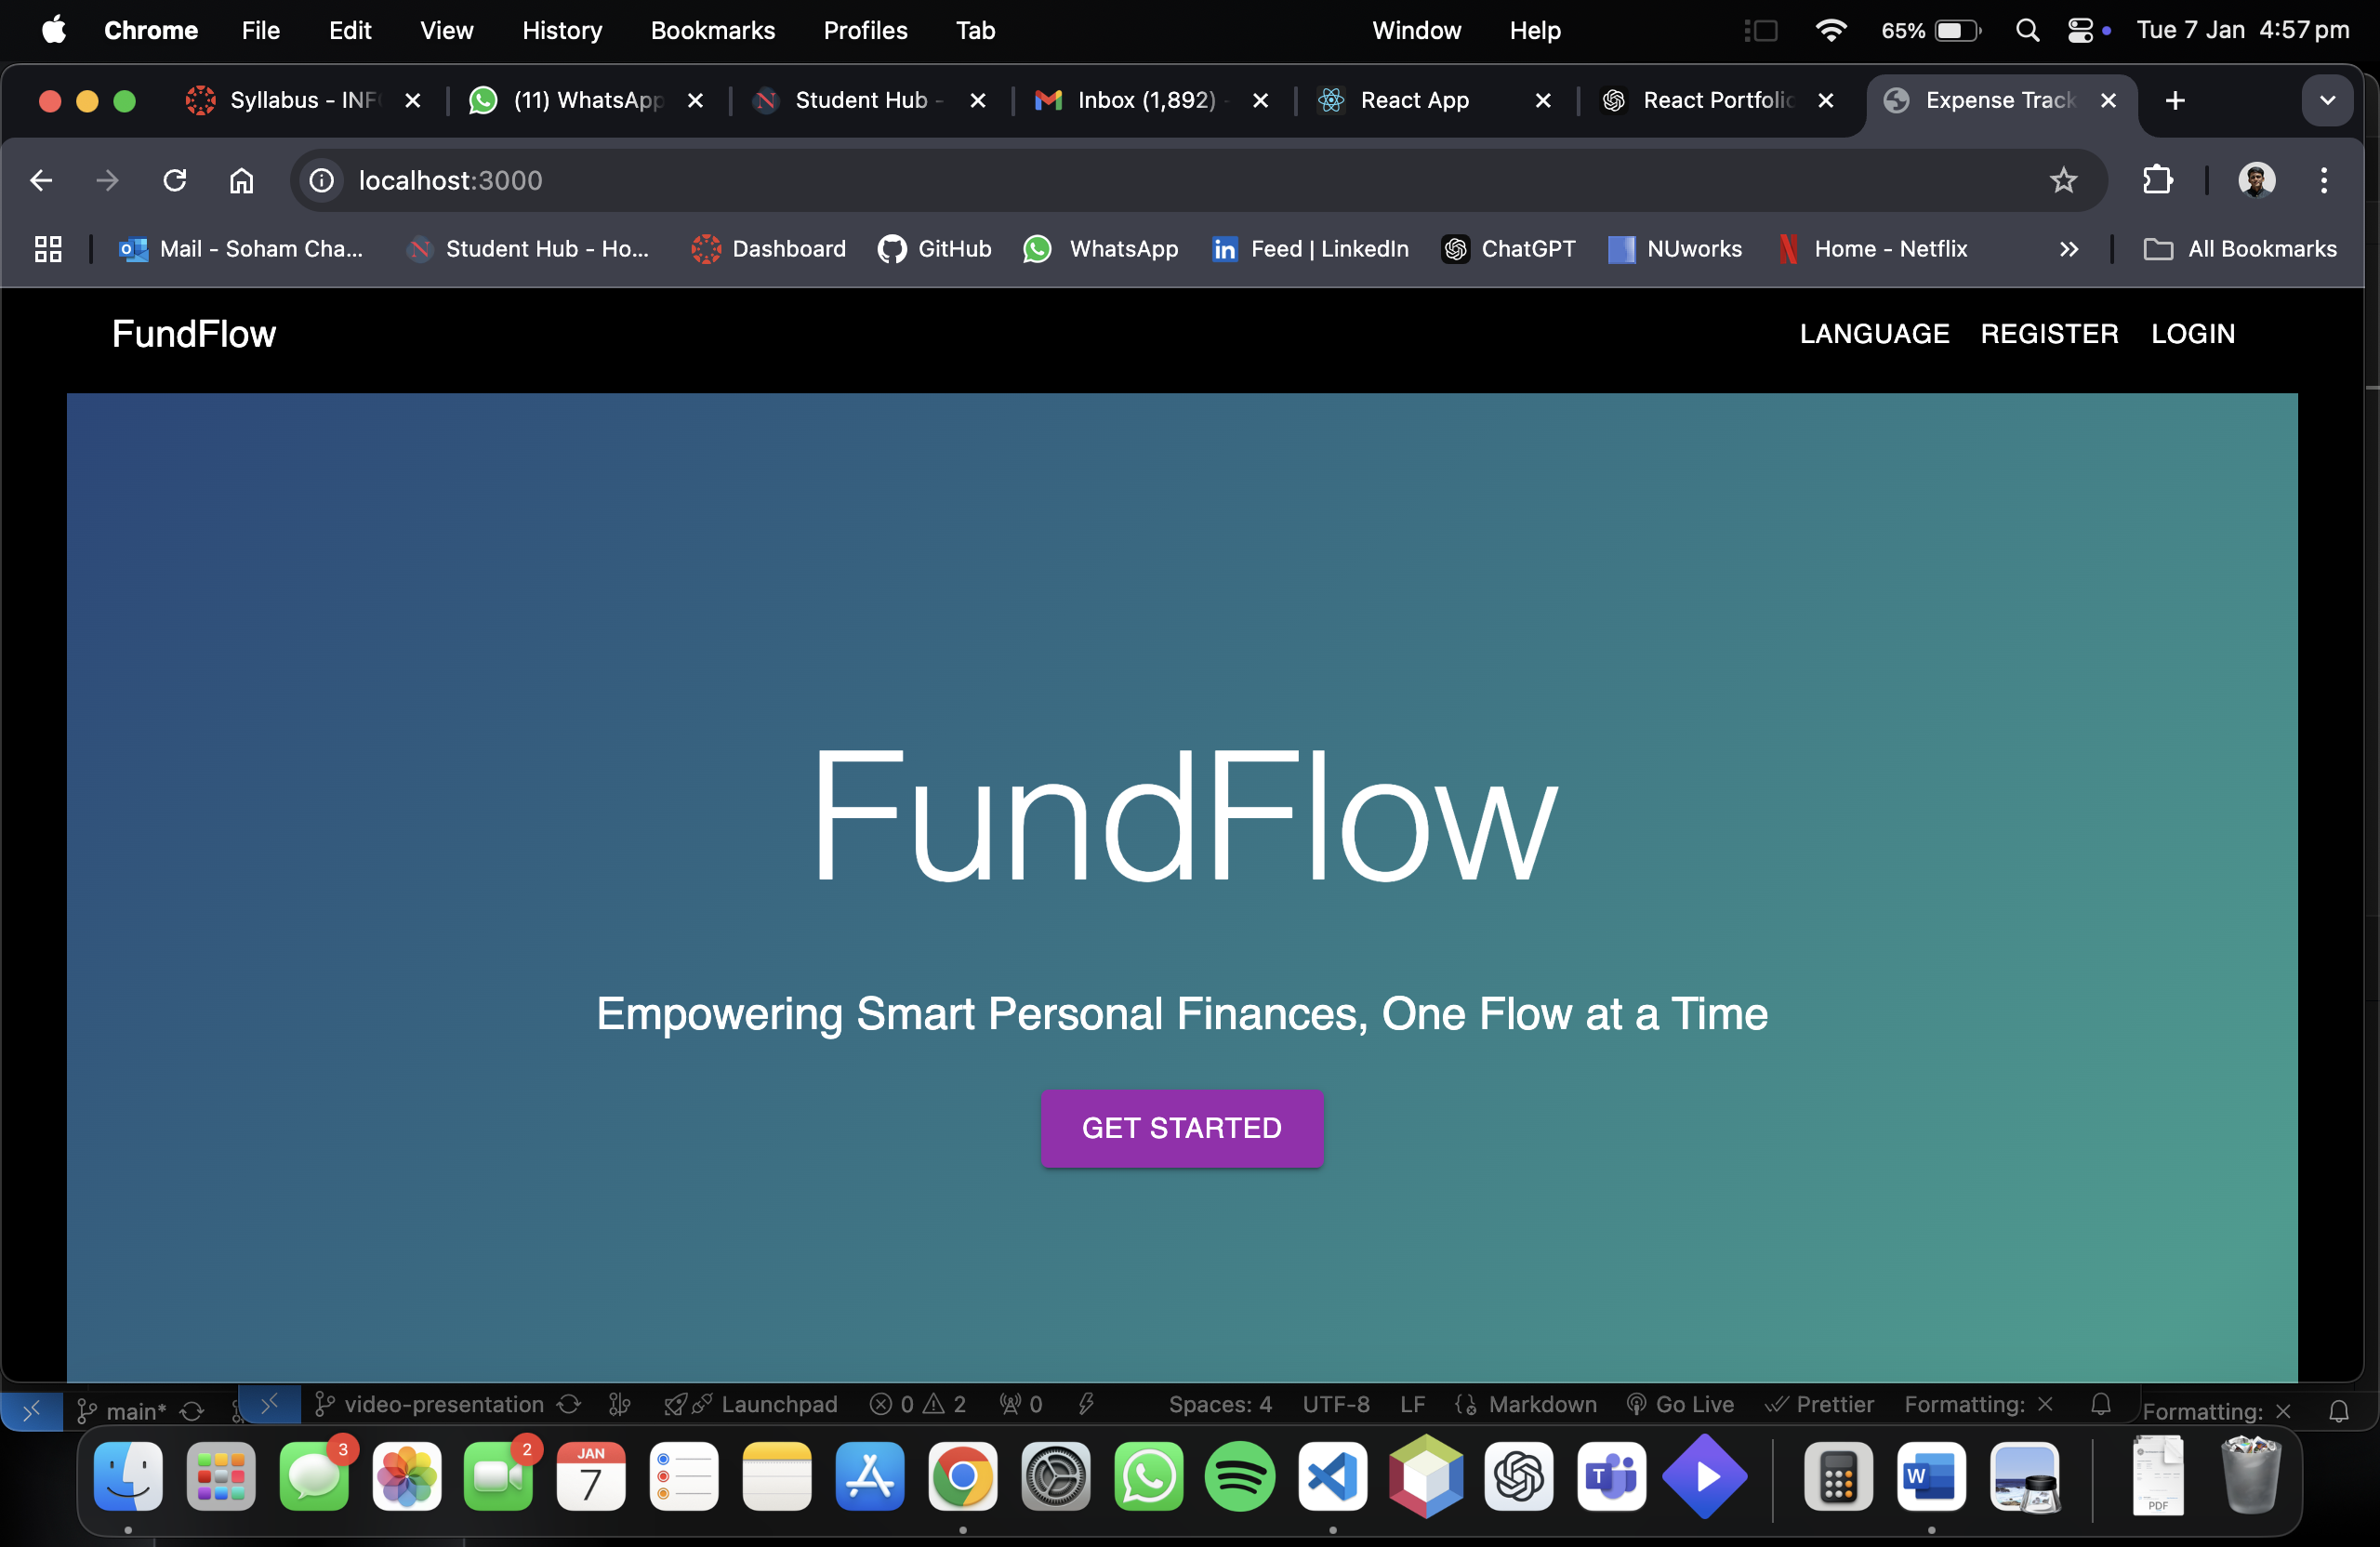 Chrome File Edit View History Bookmarks Profiles Tab Window Help 65% Tue 7 Jan 4:57 pm
Syllabus - INF (11) WhatsApp Student Hub - Inbox (1,892) - React App React Portfolio Expense Track
localhost:3000
Mail - Soham Cha... Student Hub - Ho... Dashboard GitHub WhatsApp Feed | LinkedIn ChatGPT NUworks Home - Netflix All Bookmarks
FundFlow LANGUAGE REGISTER LOGIN
FundFlow
Empowering Smart Personal Finances, One Flow at a Time
GET STARTED
main* video-presentation Launchpad 0 2 0 Spaces: 4 UTF-8 LF Markdown Go Live Prettier Formatting: Formatting:
3 2 JAN
7 PDF